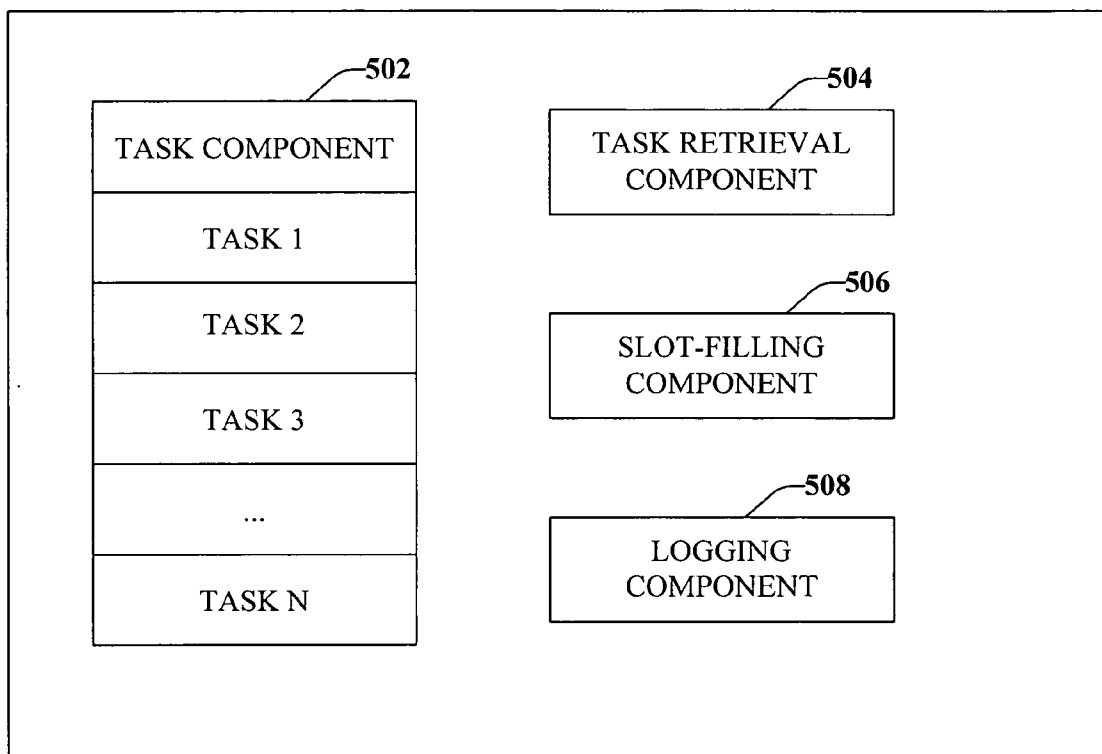 502
TASK COMPONENT
TASK 1
TASK 2
TASK 3
...
TASK N
504
TASK RETRIEVAL
COMPONENT
506
SLOT-FILLING
COMPONENT
508
LOGGING
COMPONENT